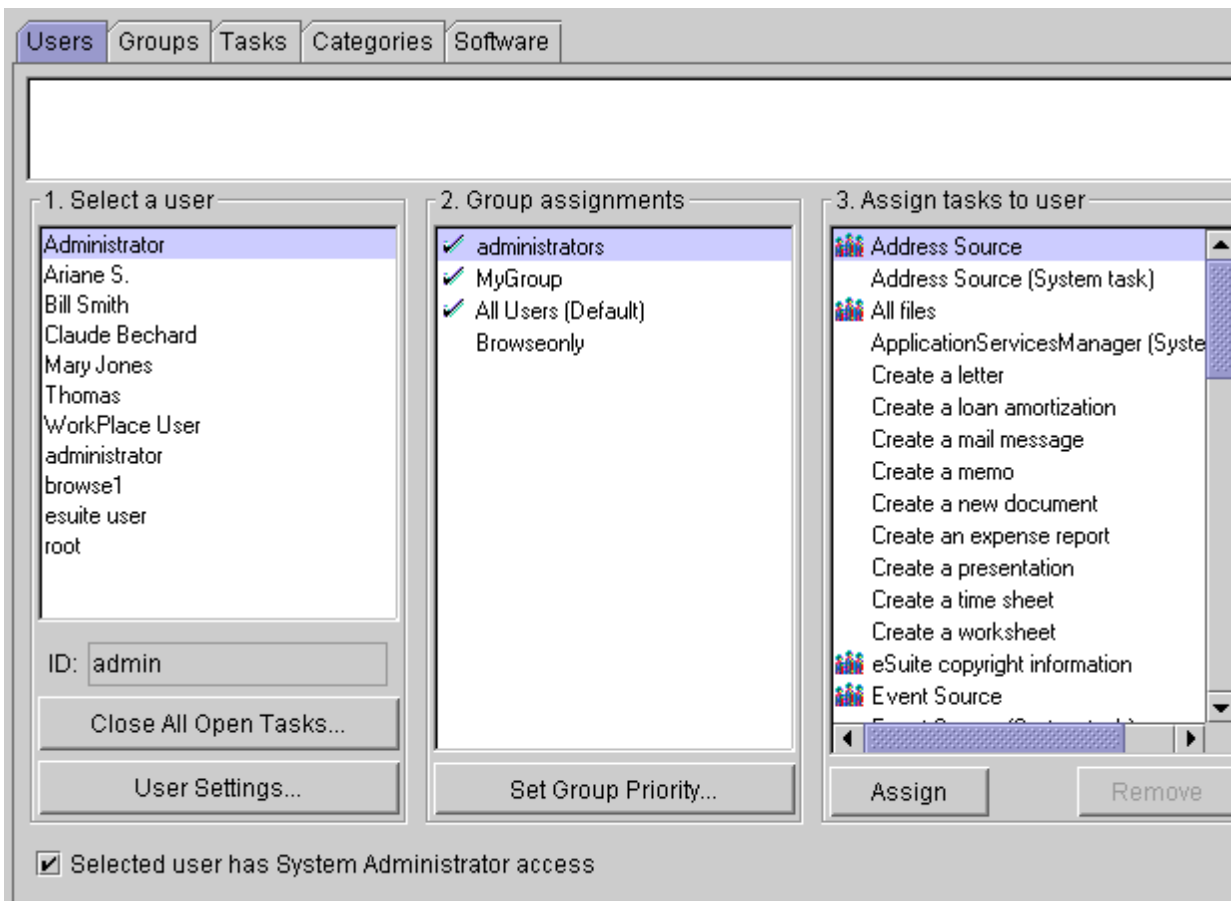 Users Groups Tasks Categories Software
1. Select a user
Administrator
Ariane S.
Bill Smith
Claude Bechard
Mary Jones
Thomas
WorkPlace User
administrator
browse1
esuite user
root
ID: admin
Close All Open Tasks...
User Settings...
2. Group assignments
administrators
MyGroup
All Users (Default)
Browseonly
Set Group Priority...
3. Assign tasks to user
Address Source
Address Source (System task)
All files
ApplicationServicesManager (Syste
Create a letter
Create a loan amortization
Create a mail message
Create a memo
Create a new document
Create an expense report
Create a presentation
Create a time sheet
Create a worksheet
eSuite copyright information
Event Source
Assign Remove
Selected user has System Administrator access